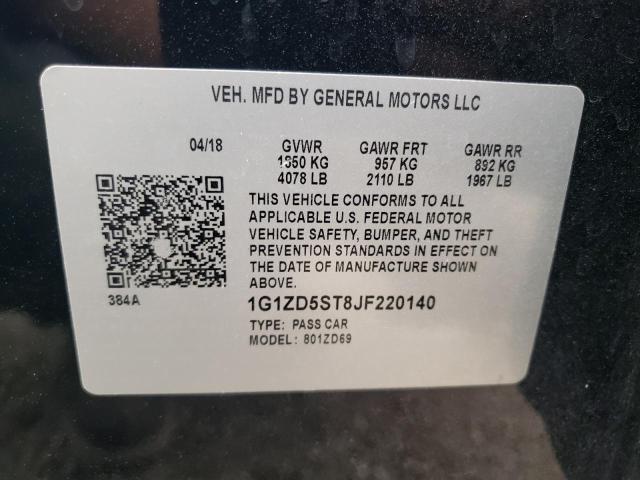 VEH. MFD BY GENERAL MOTORS LLC
04/18 GVWR GAWR FRT GAWR RR
1850 KG 957 KG 892 KG
4078 LB 2110 LB 1967 LB
THIS VEHICLE CONFORMS TO ALL
APPLICABLE U.S. FEDERAL MOTOR
VEHICLE SAFETY, BUMPER, AND THEFT
PREVENTION STANDARDS IN EFFECT ON
THE DATE OF MANUFACTURE SHOWN
ABOVE.
384A 1G1ZD5ST8JF220140
TYPE: PASS CAR
MODEL: 801ZD69